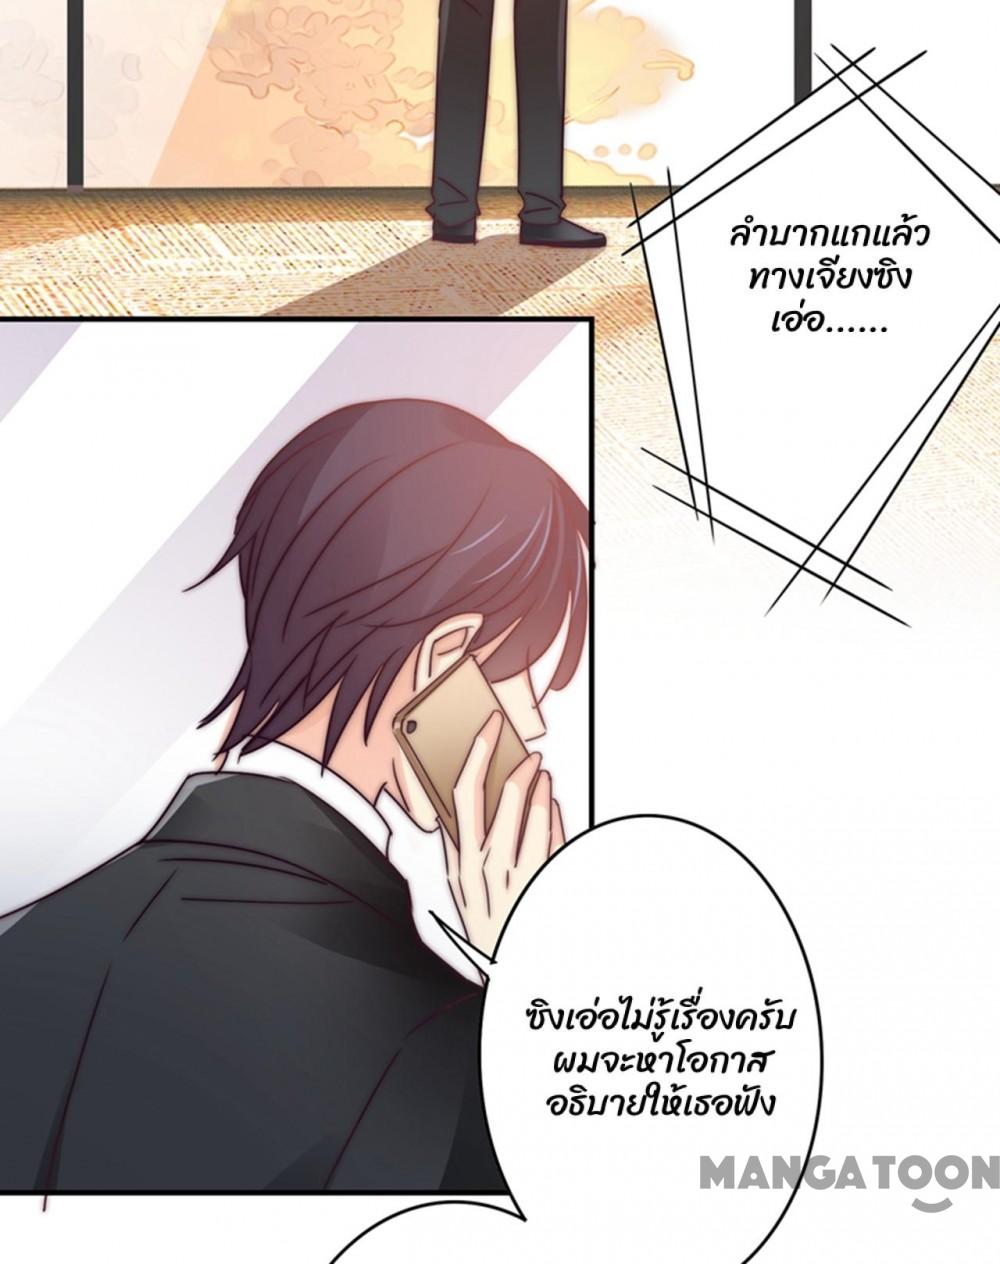 ลำบากแกแล้ว
ทางเจียงซิง
เอ่อ......
ซิงเอ่อไม่รู้เรื่องครับ
ผมจะหาโอกาส
อธิบายให้เธอฟัง
MANGATOON